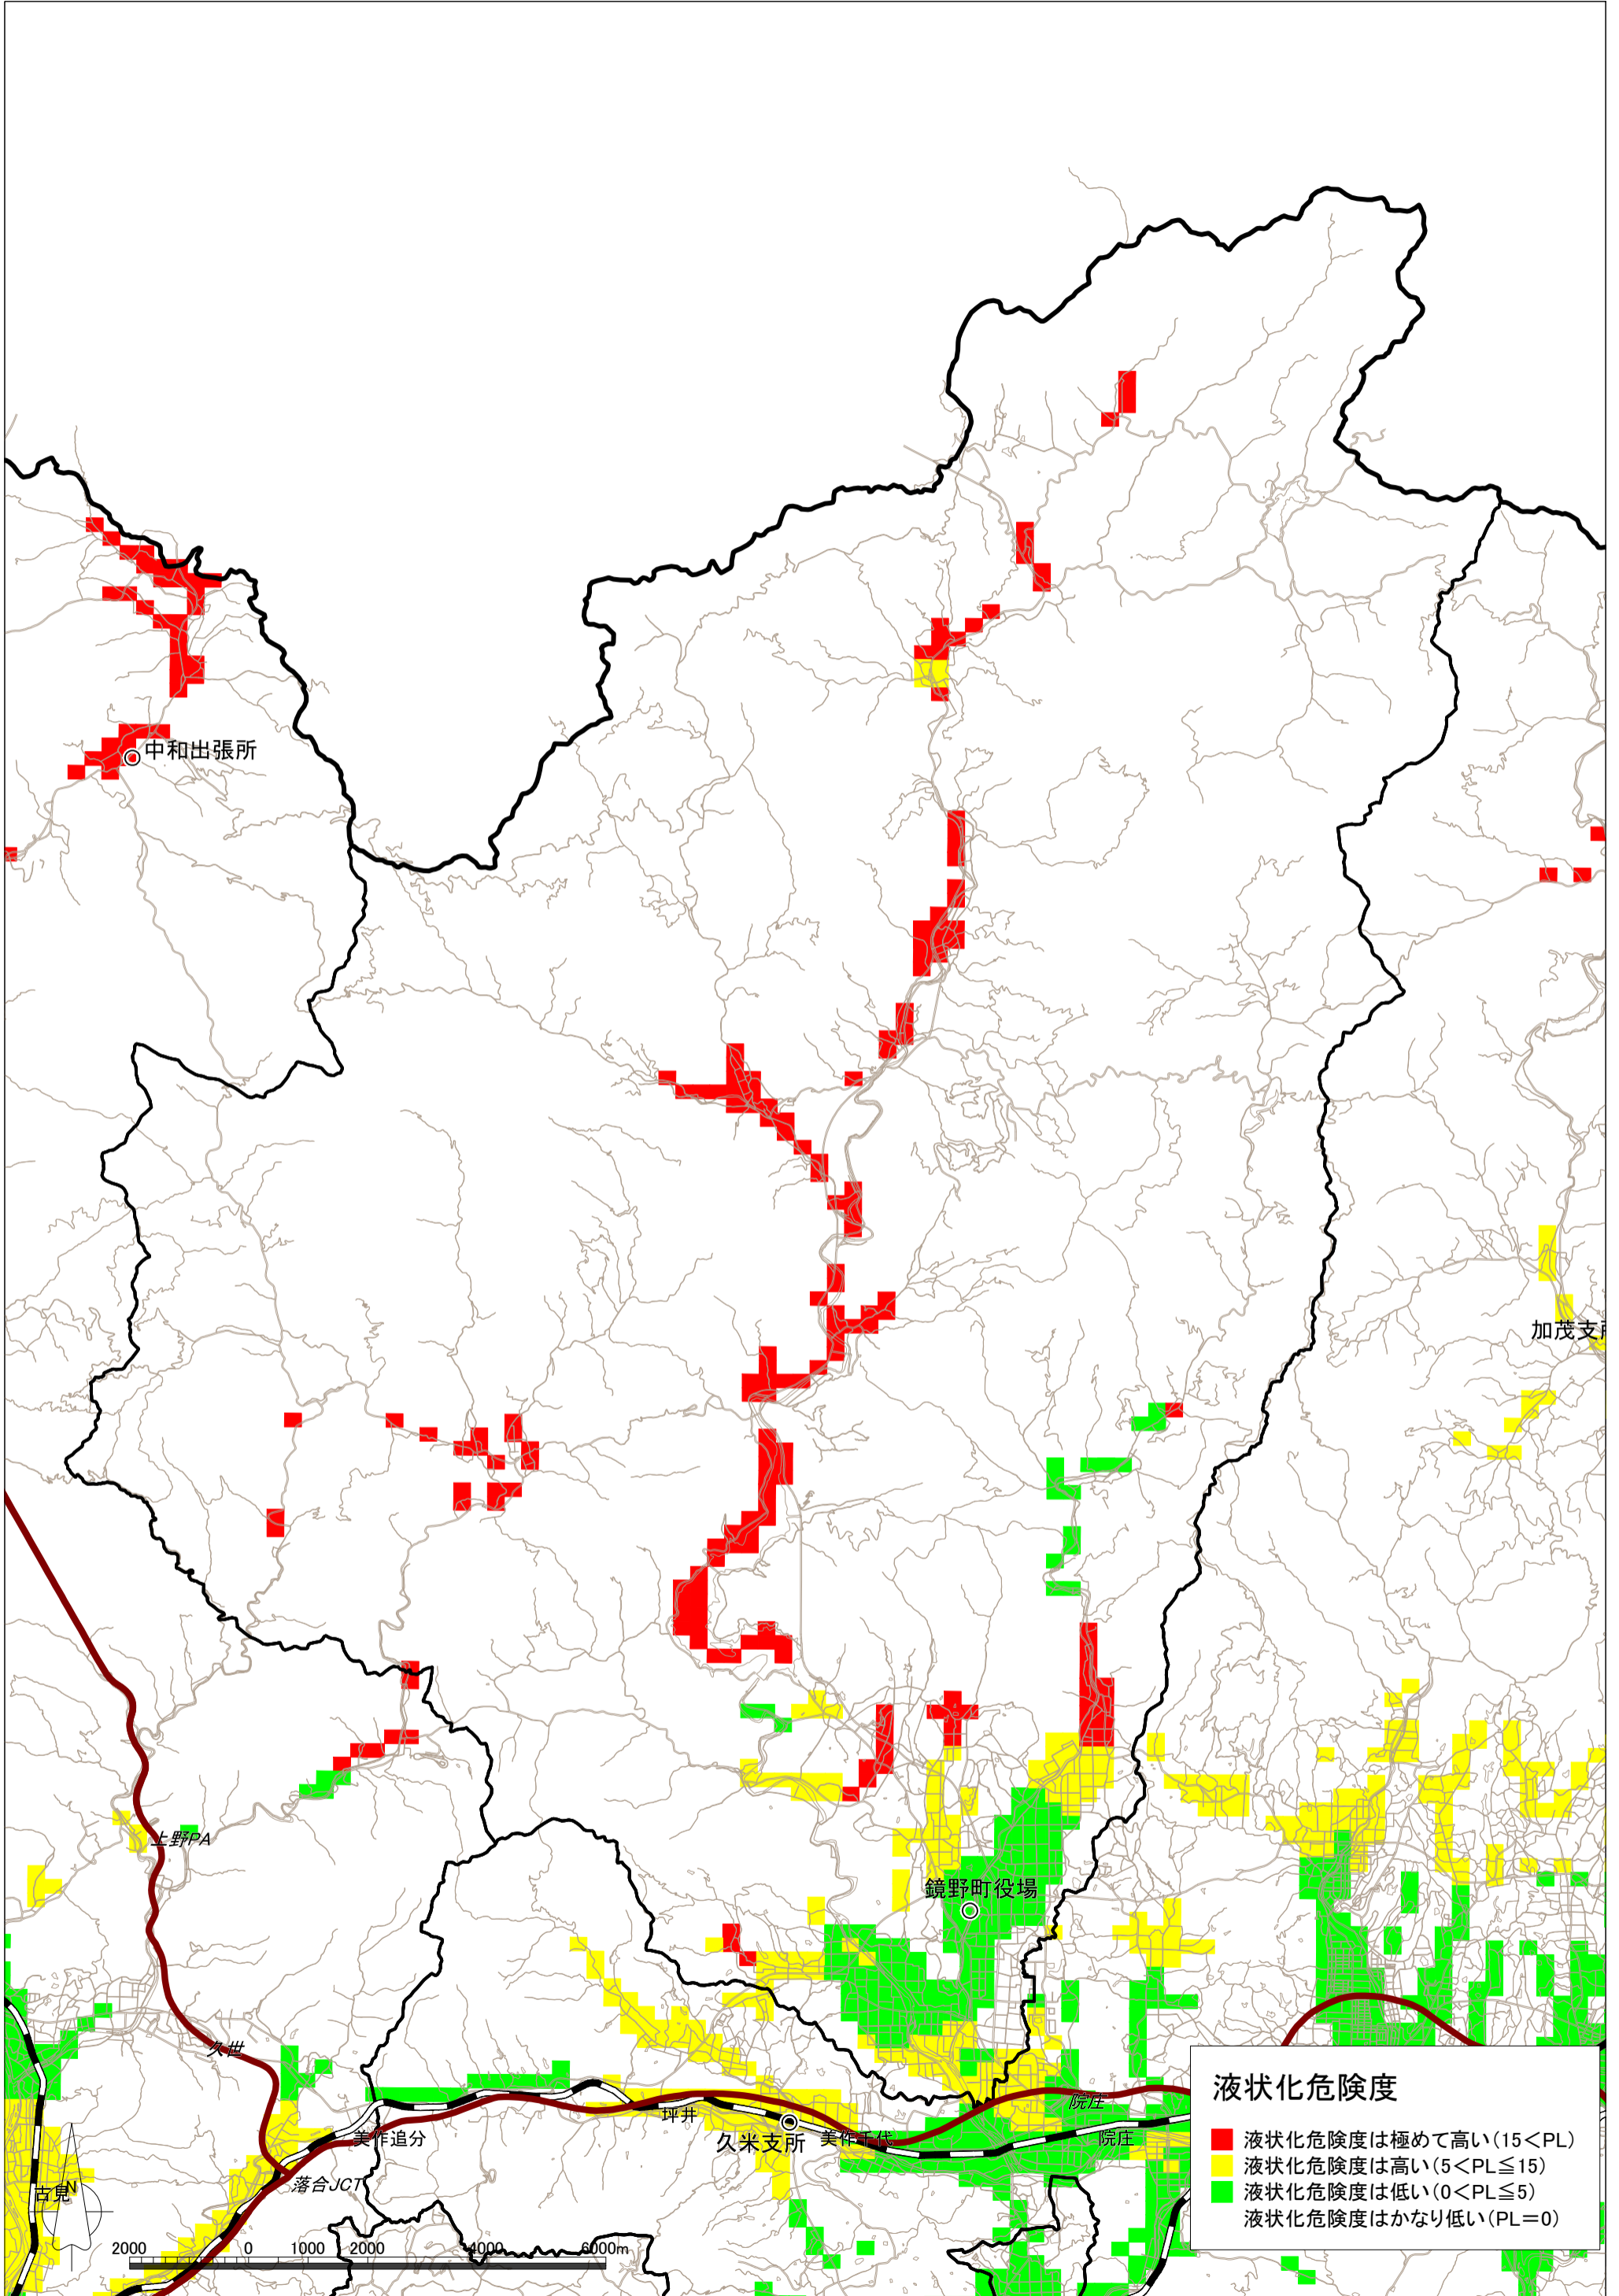 中和出張所
加茂支所
上野PA
鏡野町役場
久世
坪井
院庄
久米支所
美作千代
院庄
美作追分
落合JCT
古見
N
2000 0 1000 2000 4000 6000m
液状化危険度
液状化危険度は極めて高い(15<PL)
液状化危険度は高い(5<PL≦15)
液状化危険度は低い(0<PL≦5)
液状化危険度はかなり低い(PL=0)